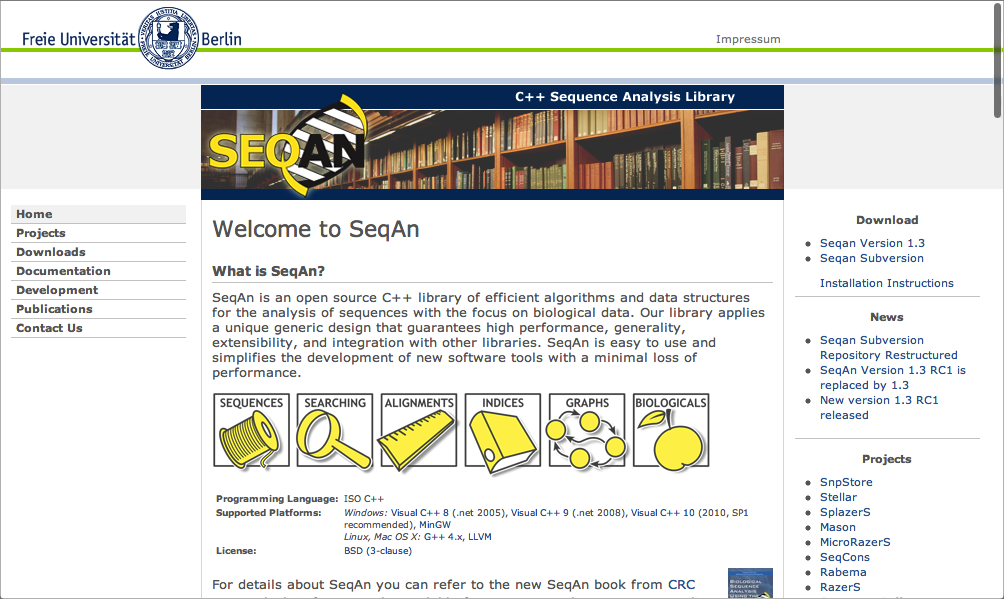 Freie Universität Berlin
Impressum
C++ Sequence Analysis Library
SEQAN
Home
Projects
Downloads
Documentation
Development
Publications
Contact Us
Welcome to SeqAn
What is SeqAn?
SeqAn is an open source C++ library of efficient algorithms and data structures
for the analysis of sequences with the focus on biological data. Our library applies
a unique generic design that guarantees high performance, generality,
extensibility, and integration with other libraries. SeqAn is easy to use and
simplifies the development of new software tools with a minimal loss of
performance.
SEQUENCES SEARCHING ALIGNMENTS INDICES GRAPHS BIOLOGICALS
Programming Language: ISO C++
Supported Platforms: Windows: Visual C++ 8 (.net 2005), Visual C++ 9 (.net 2008), Visual C++ 10 (2010, SP1
recommended), MinGW
Linux, Mac OS X: G++ 4.x, LLVM
License: BSD (3-clause)
For details about SeqAn you can refer to the new SeqAn book from CRC
BIOLOGICAL
SEQUENCE
ANALYSIS
Download
Seqan Version 1.3
Seqan Subversion
Installation Instructions
News
Seqan Subversion
Repository Restructured
SeqAn Version 1.3 RC1 is
replaced by 1.3
New version 1.3 RC1
released
Projects
SnpStore
Stellar
SplazerS
Mason
MicroRazerS
SeqCons
Rabema
RazerS